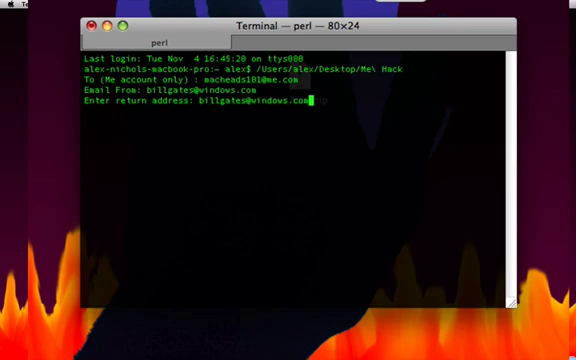 Terminal — perl — 80×24
perl
Last login: Tue Nov  4 16:45:20 on ttys000
alex-nichols-macbook-pro:~ alex$ /Users/alex/Desktop/Me\ Hack
To (Me account only) : macheads101@me.com
Email From: billgates@windows.com
Enter return address: billgates@windows.com